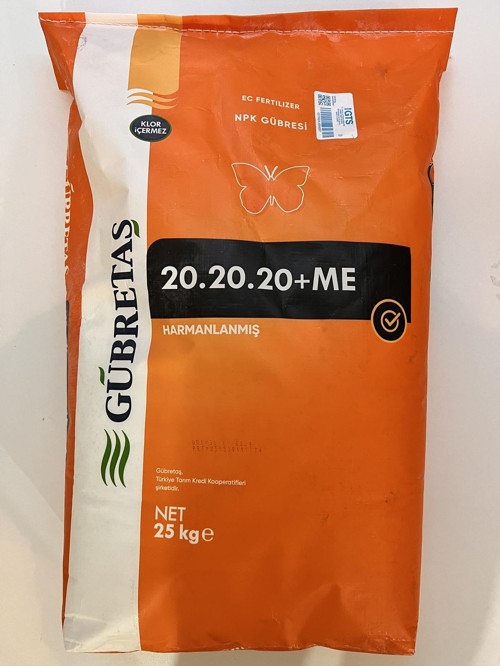 KLOR
İÇERMEZ
EC FERTILIZER
NPK GÜBRESİ
GTS
GÜBRETAŞ
20.20.20+ME
HARMANLANMIŞ
Gübretaş,
Türkiye Tarım Kredi Kooperatifleri
şirketidir.
NET
25 kg e